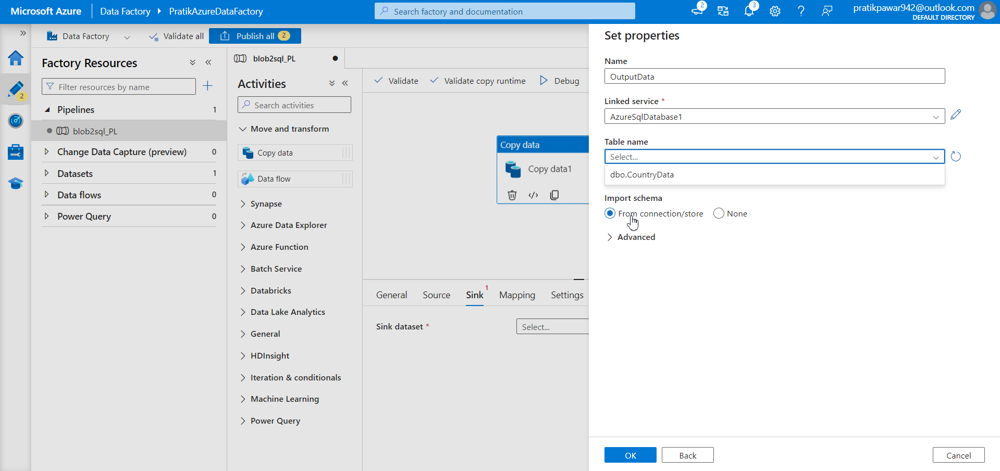 Microsoft Azure
Data Factory
PratikAzureDataFactory
Search factory and documentation
2
3
pratikpawar942@outlook.com
DEFAULT DIRECTORY
Data Factory
Validate all
Publish all
2
2
Factory Resources
Filter resources by name
Pipelines
1
blob2sql_PL
Change Data Capture (preview)
0
Datasets
1
Data flows
0
Power Query
0
blob2sql_PL
Activities
Search activities
Move and transform
Copy data
Data flow
Synapse
Azure Data Explorer
Azure Function
Batch Service
Databricks
Data Lake Analytics
General
HDInsight
Iteration & conditionals
Machine Learning
Power Query
Validate
Validate copy runtime
Debug
Copy data
Copy data1
General
Source
Sink
1
Mapping
Settings
Sink dataset *
Select...
Set properties
Name
OutputData
Linked service *
AzureSqlDatabase1
Table name
Select...
dbo.CountryData
Import schema
From connection/store
None
Advanced
OK
Back
Cancel